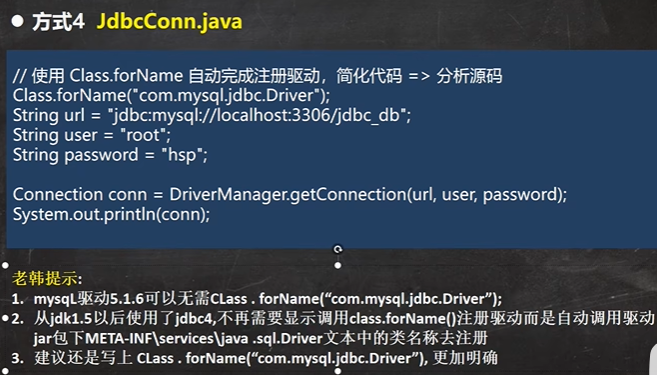 ● 方式4 JdbcConn.java
// 使用 Class.forName 自动完成注册驱动，简化代码 => 分析源码
Class.forName("com.mysql.jdbc.Driver");
String url = "jdbc:mysql://localhost:3306/jdbc_db";
String user = "root";
String password = "hsp";
Connection conn = DriverManager.getConnection(url, user, password);
System.out.println(conn);
老韩提示:
1. mysqL驱动5.1.6可以无需CLass . forName(“com.mysql.jdbc.Driver”);
2. 从jdk1.5以后使用了jdbc4,不再需要显示调用class.forName()注册驱动而是自动调用驱动
jar包下META-INF\services\java .sql.Driver文本中的类名称去注册
3. 建议还是写上 CLass . forName(“com.mysql.jdbc.Driver”), 更加明确